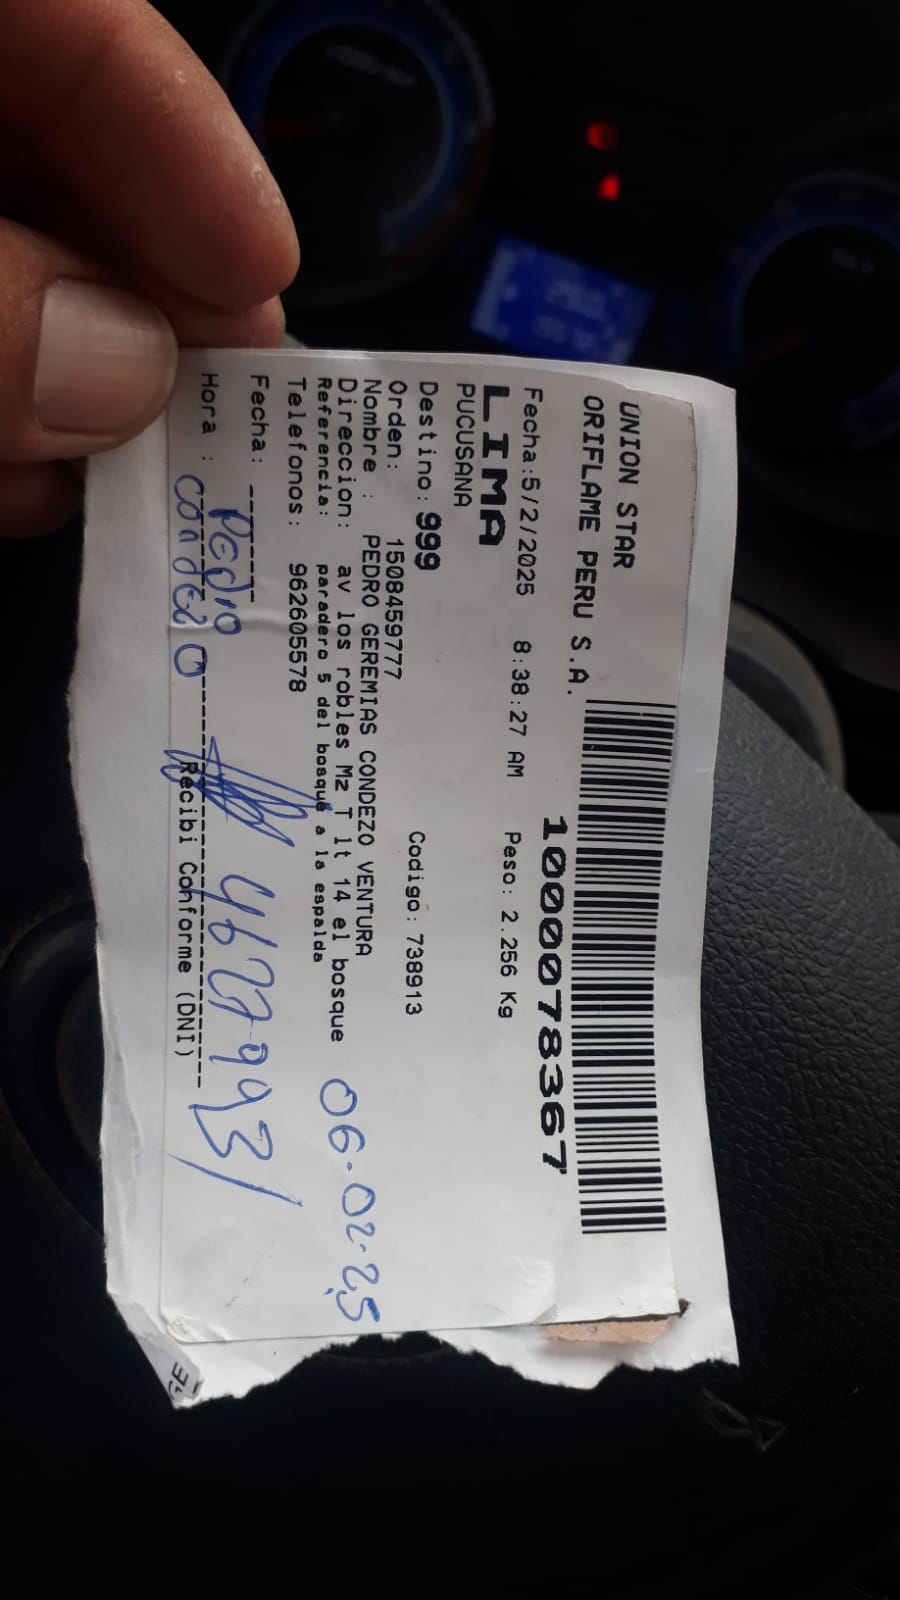 UNION STAR
ORIFLAME PERU S.A.
1000078367
Fecha:5/2/2025 8:38:27 AM Peso: 2.256 Kg
LIMA
PUCUSANA
Destino: 999 Codigo: 738913
Orden: 1508459777
Nombre : PEDRO GEREMIAS CONDEZO VENTURA
Direccion: av los robles Mz T lt 14 el bosque
Referencia: paradero 5 del bosque a la espalda
Telefonos: 962605578
06.02.25
Fecha: Pedro
Hora : condezo
46279931
Recibi Conforme (DNI)